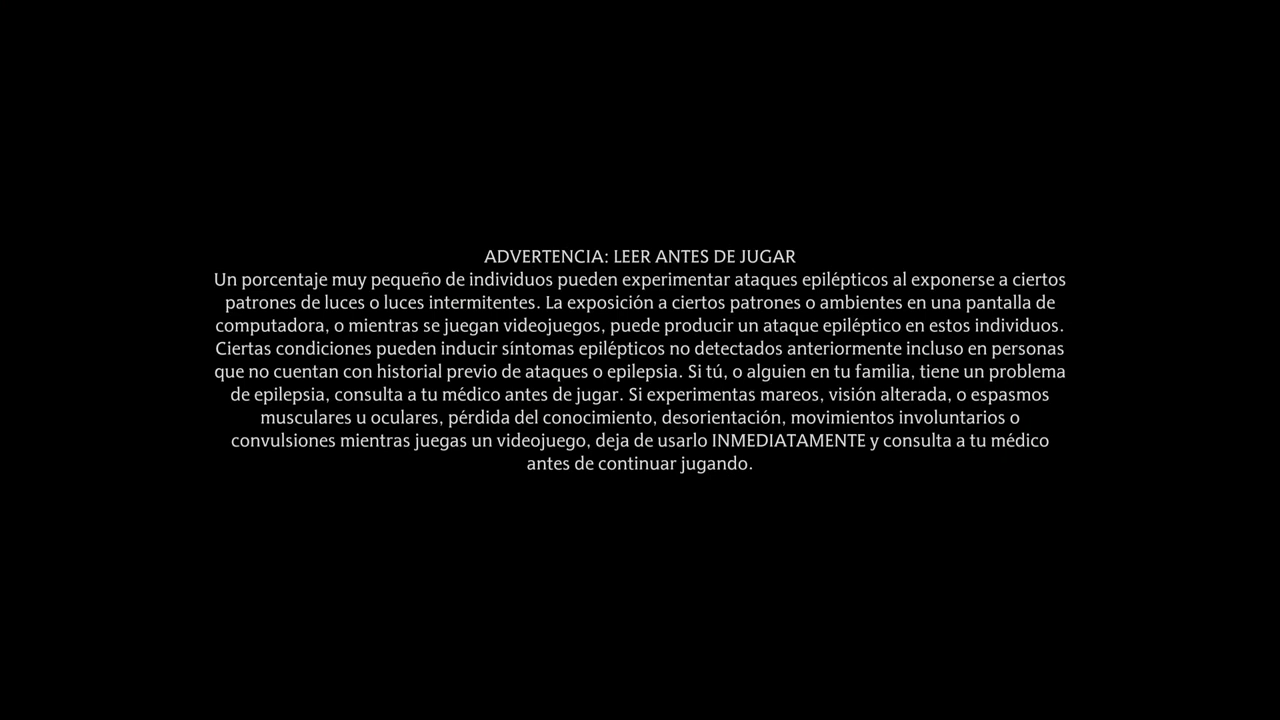 ADVERTENCIA: LEER ANTES DE JUGAR
Un porcentaje muy pequeño de individuos pueden experimentar ataques epilépticos al exponerse a ciertos
patrones de luces o luces intermitentes. La exposición a ciertos patrones o ambientes en una pantalla de
computadora, o mientras se juegan videojuegos, puede producir un ataque epiléptico en estos individuos.
Ciertas condiciones pueden inducir síntomas epilépticos no detectados anteriormente incluso en personas
que no cuentan con historial previo de ataques o epilepsia. Si tú, o alguien en tu familia, tiene un problema
de epilepsia, consulta a tu médico antes de jugar. Si experimentas mareos, visión alterada, o espasmos
musculares u oculares, pérdida del conocimiento, desorientación, movimientos involuntarios o
convulsiones mientras juegas un videojuego, deja de usarlo INMEDIATAMENTE y consulta a tu médico
antes de continuar jugando.